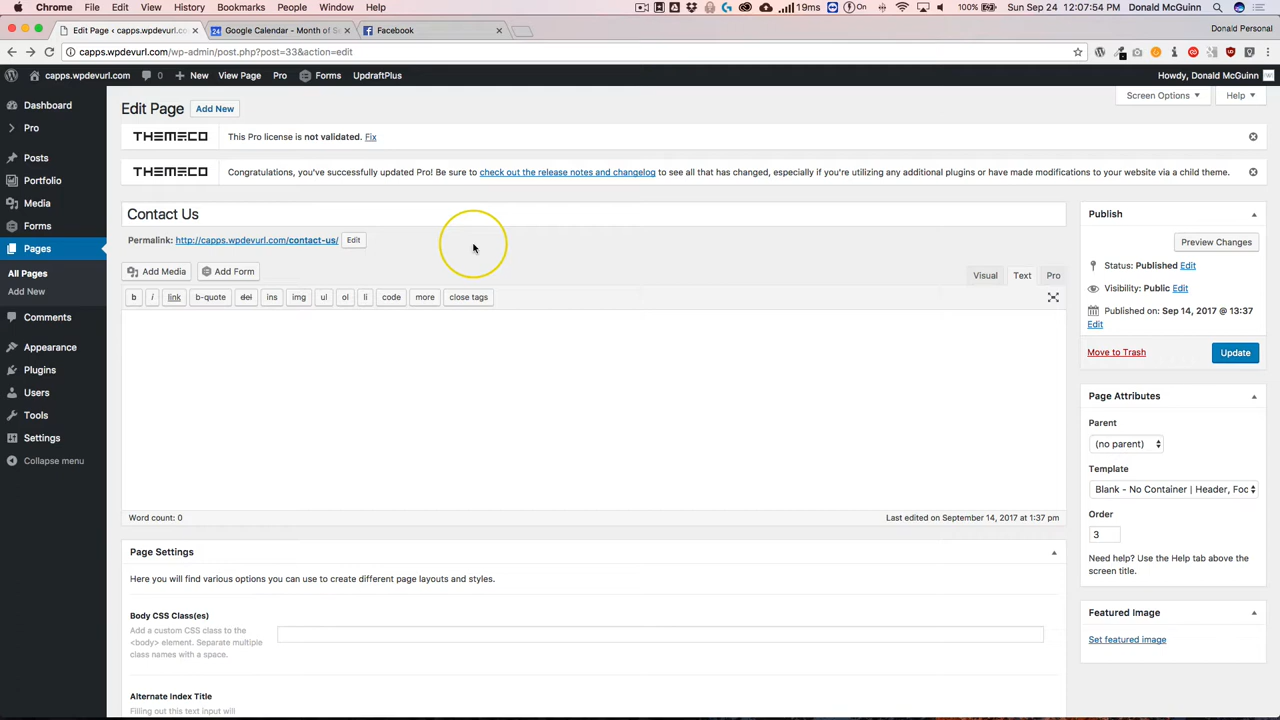 Chrome File Edit View History Bookmarks People Window Help 19ms On 100% Sun Sep 24 12:07:54 Donald McGuinn
Edit Page ‹ capps.wpdevurl.co Google Calendar - Month of S Facebook Donald Personal
capps.wpdevurl.com/wp-admin/post.php?post=33&action=edit
capps.wpdevurl.com New View Page Pro Forms UpdraftPlus Howdy, Donald McGuinn
Screen Options Help
Edit Page Add New
THEMECO This Pro license is not validated. Fix
THEMECO Congratulations, you've successfully updated Pro! Be sure to check out the release notes and changelog to see all that has changed, especially if you're utilizing any additional plugins or have made modifications to your website via a child theme.
Dashboard
Pro
Posts
Portfolio
Media
Forms
Pages
All Pages
Add New
Comments
Appearance
Plugins
Users
Tools
Settings
Collapse menu
Contact Us
Permalink: http://capps.wpdevurl.com/contact-us/ Edit
Add Media Add Form Visual Text Pro
b i link b-quote del ins img ul ol li code more close tags
Word count: 0 Last edited on September 14, 2017 at 1:37 pm
Page Settings
Here you will find various options you can use to create different page layouts and styles.
Body CSS Class(es)
Add a custom CSS class to the
<body> element. Separate multiple
class names with a space.
Alternate Index Title
Filling out this text input will
Publish
Preview Changes
Status: Published Edit
Visibility: Public Edit
Published on: Sep 14, 2017 @ 13:37
Edit
Move to Trash Update
Page Attributes
Parent
(no parent)
Template
Blank - No Container | Header, Foo
Order
3
Need help? Use the Help tab above the
screen title.
Featured Image
Set featured image